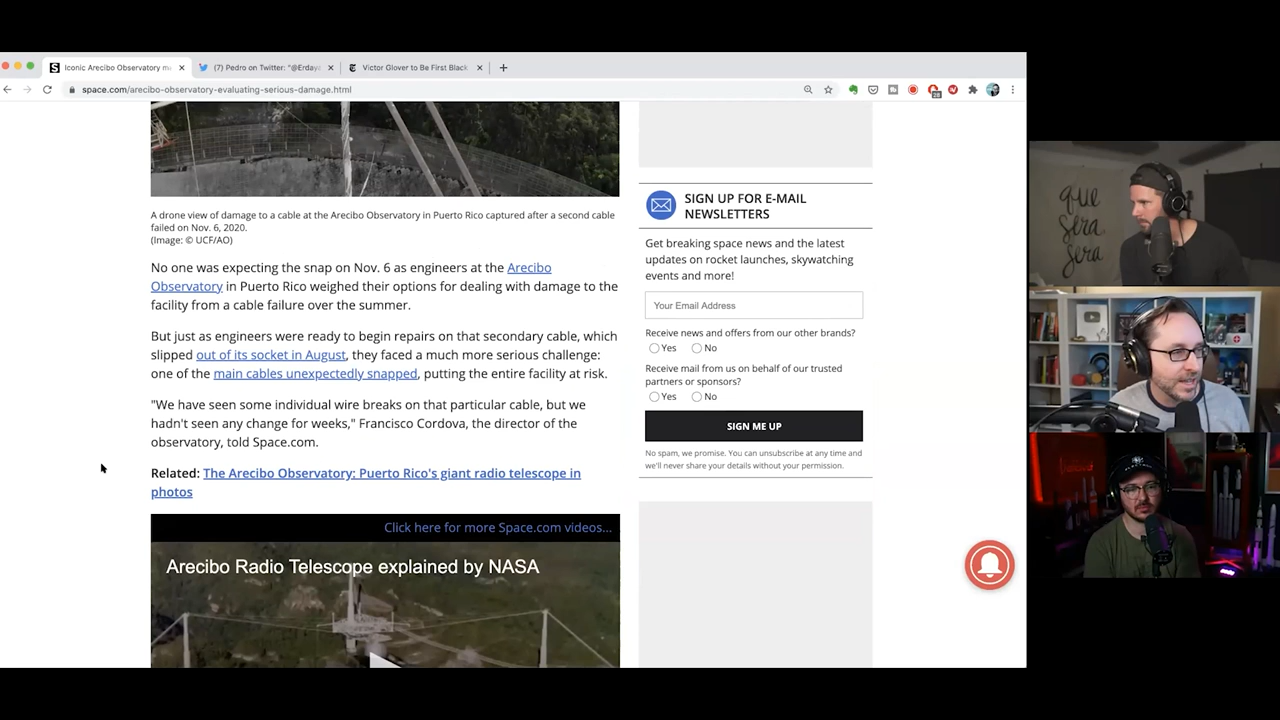 Iconic Arecibo Observatory m
(7) Pedro on Twitter: "@Erday
Victor Glover to Be First Black
space.com/arecibo-observatory-evaluating-serious-damage.html
A drone view of damage to a cable at the Arecibo Observatory in Puerto Rico captured after a second cable
failed on Nov. 6, 2020.
(Image: © UCF/AO)
No one was expecting the snap on Nov. 6 as engineers at the Arecibo
Observatory in Puerto Rico weighed their options for dealing with damage to the
facility from a cable failure over the summer.
But just as engineers were ready to begin repairs on that secondary cable, which
slipped out of its socket in August, they faced a much more serious challenge:
one of the main cables unexpectedly snapped, putting the entire facility at risk.
"We have seen some individual wire breaks on that particular cable, but we
hadn't seen any change for weeks," Francisco Cordova, the director of the
observatory, told Space.com.
Related: The Arecibo Observatory: Puerto Rico's giant radio telescope in
photos
Click here for more Space.com videos...
Arecibo Radio Telescope explained by NASA
SIGN UP FOR E-MAIL
NEWSLETTERS
Get breaking space news and the latest
updates on rocket launches, skywatching
events and more!
Your Email Address
Receive news and offers from our other brands?
Yes No
Receive mail from us on behalf of our trusted
partners or sponsors?
Yes No
SIGN ME UP
No spam, we promise. You can unsubscribe at any time and
we'll never share your details without your permission.
que
sera,
sera